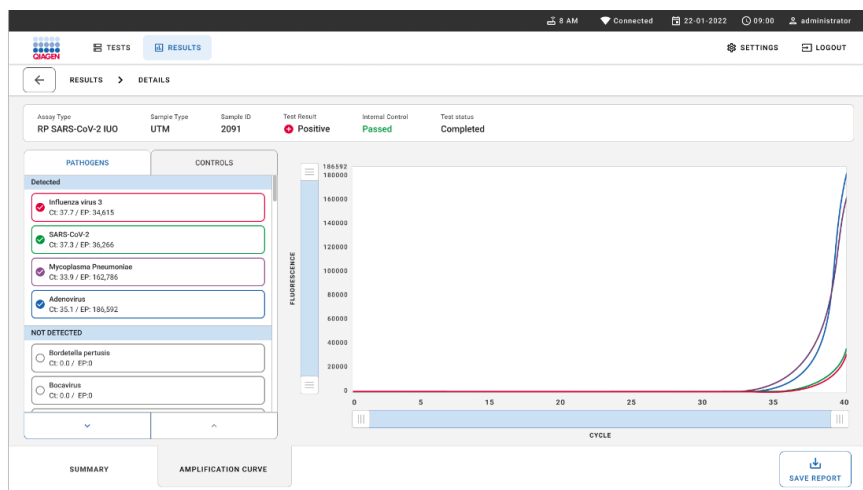 8 AM Connected 22-01-2022 09:00 administrator
QIAGEN TESTS RESULTS SETTINGS LOGOUT
RESULTS > DETAILS
Assay Type Sample Type Sample ID Test Result Internal Control Test status
RP SARS-CoV-2 IUO UTM 2091 Positive Passed Completed
PATHOGENS CONTROLS
Detected
Influenza virus 3
Ct: 37.7 / EP: 34,615
SARS-CoV-2
Ct: 37.3 / EP: 36,266
Mycoplasma Pneumoniae
Ct: 33.9 / EP: 162,786
Adenovirus
Ct: 35.1 / EP: 186,592
NOT DETECTED
Bordetella pertusis
Ct: 0.0 / EP:0
Bocavirus
Ct: 0.0 / EP:0
FLUORESCENCE
186592
180000
160000
140000
120000
100000
80000
60000
40000
20000
0
0 5 15 20 25 30 35 40
CYCLE
SUMMARY AMPLIFICATION CURVE SAVE REPORT